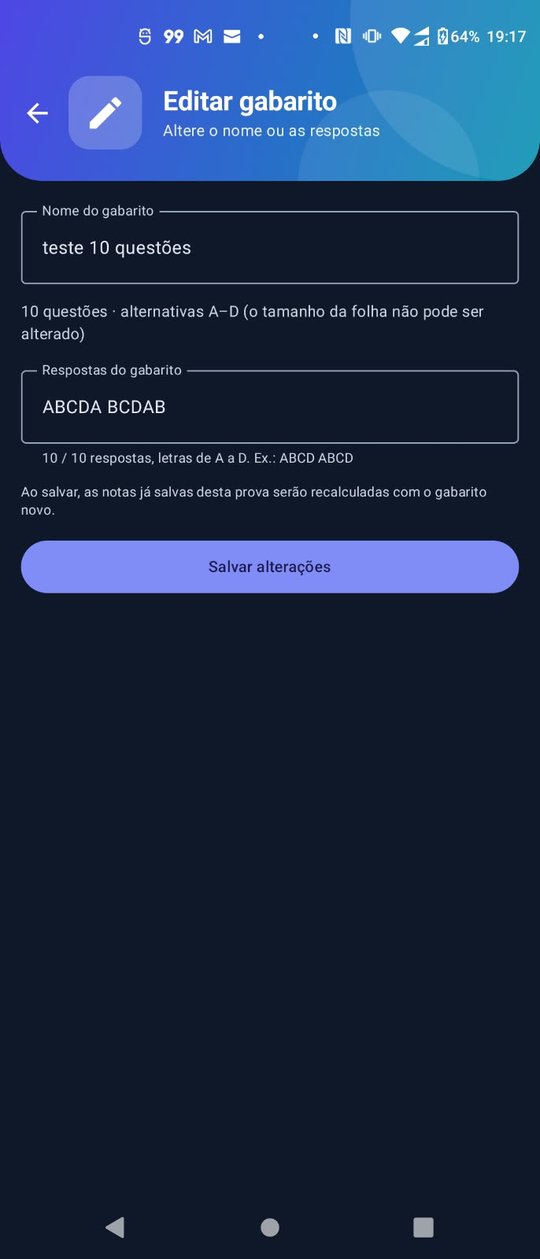 99 64% 19:17
Editar gabarito
Altere o nome ou as respostas
Nome do gabarito
teste 10 questões
10 questões · alternativas A–D (o tamanho da folha não pode ser
alterado)
Respostas do gabarito
ABCDA BCDAB
10 / 10 respostas, letras de A a D. Ex.: ABCD ABCD
Ao salvar, as notas já salvas desta prova serão recalculadas com o gabarito
novo.
Salvar alterações